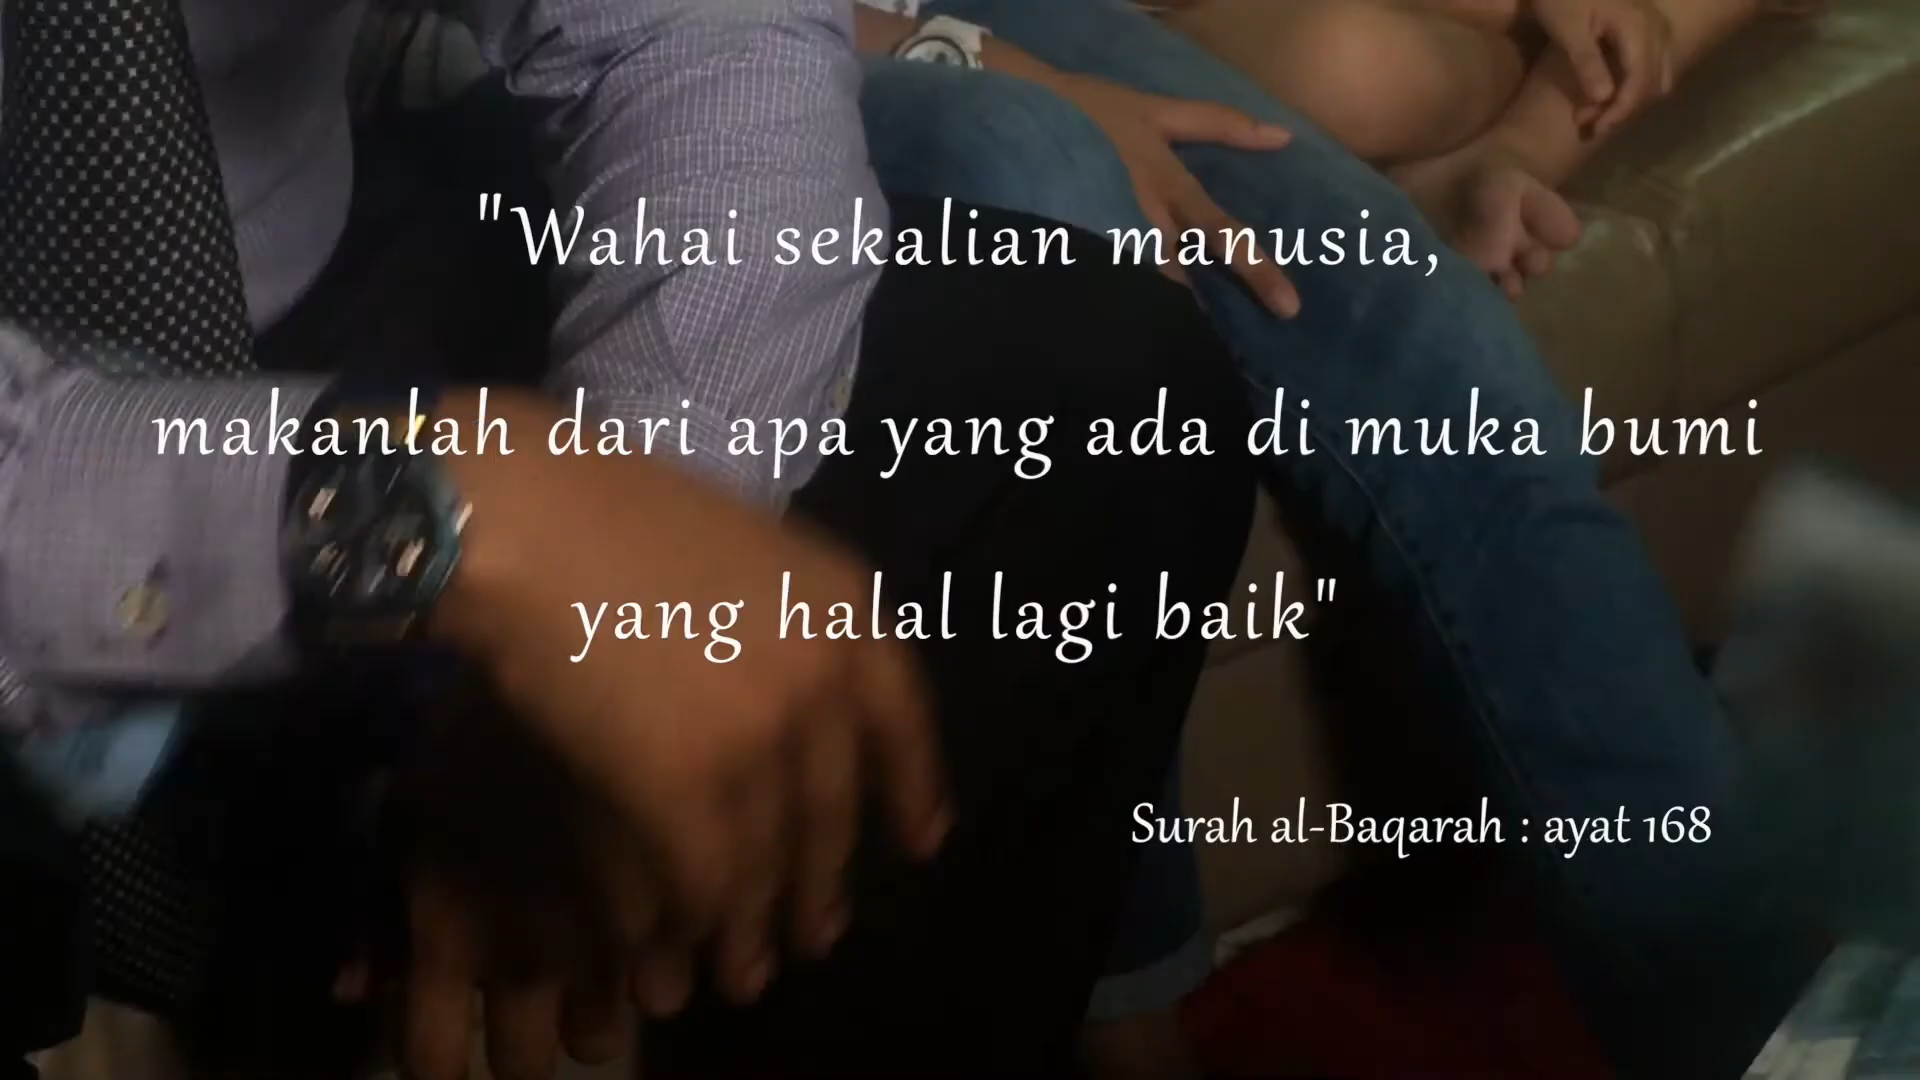 "Wahai sekalian manusia,
makanlah dari apa yang ada di muka bumi
yang halal lagi baik"
Surah al-Baqarah : ayat 168